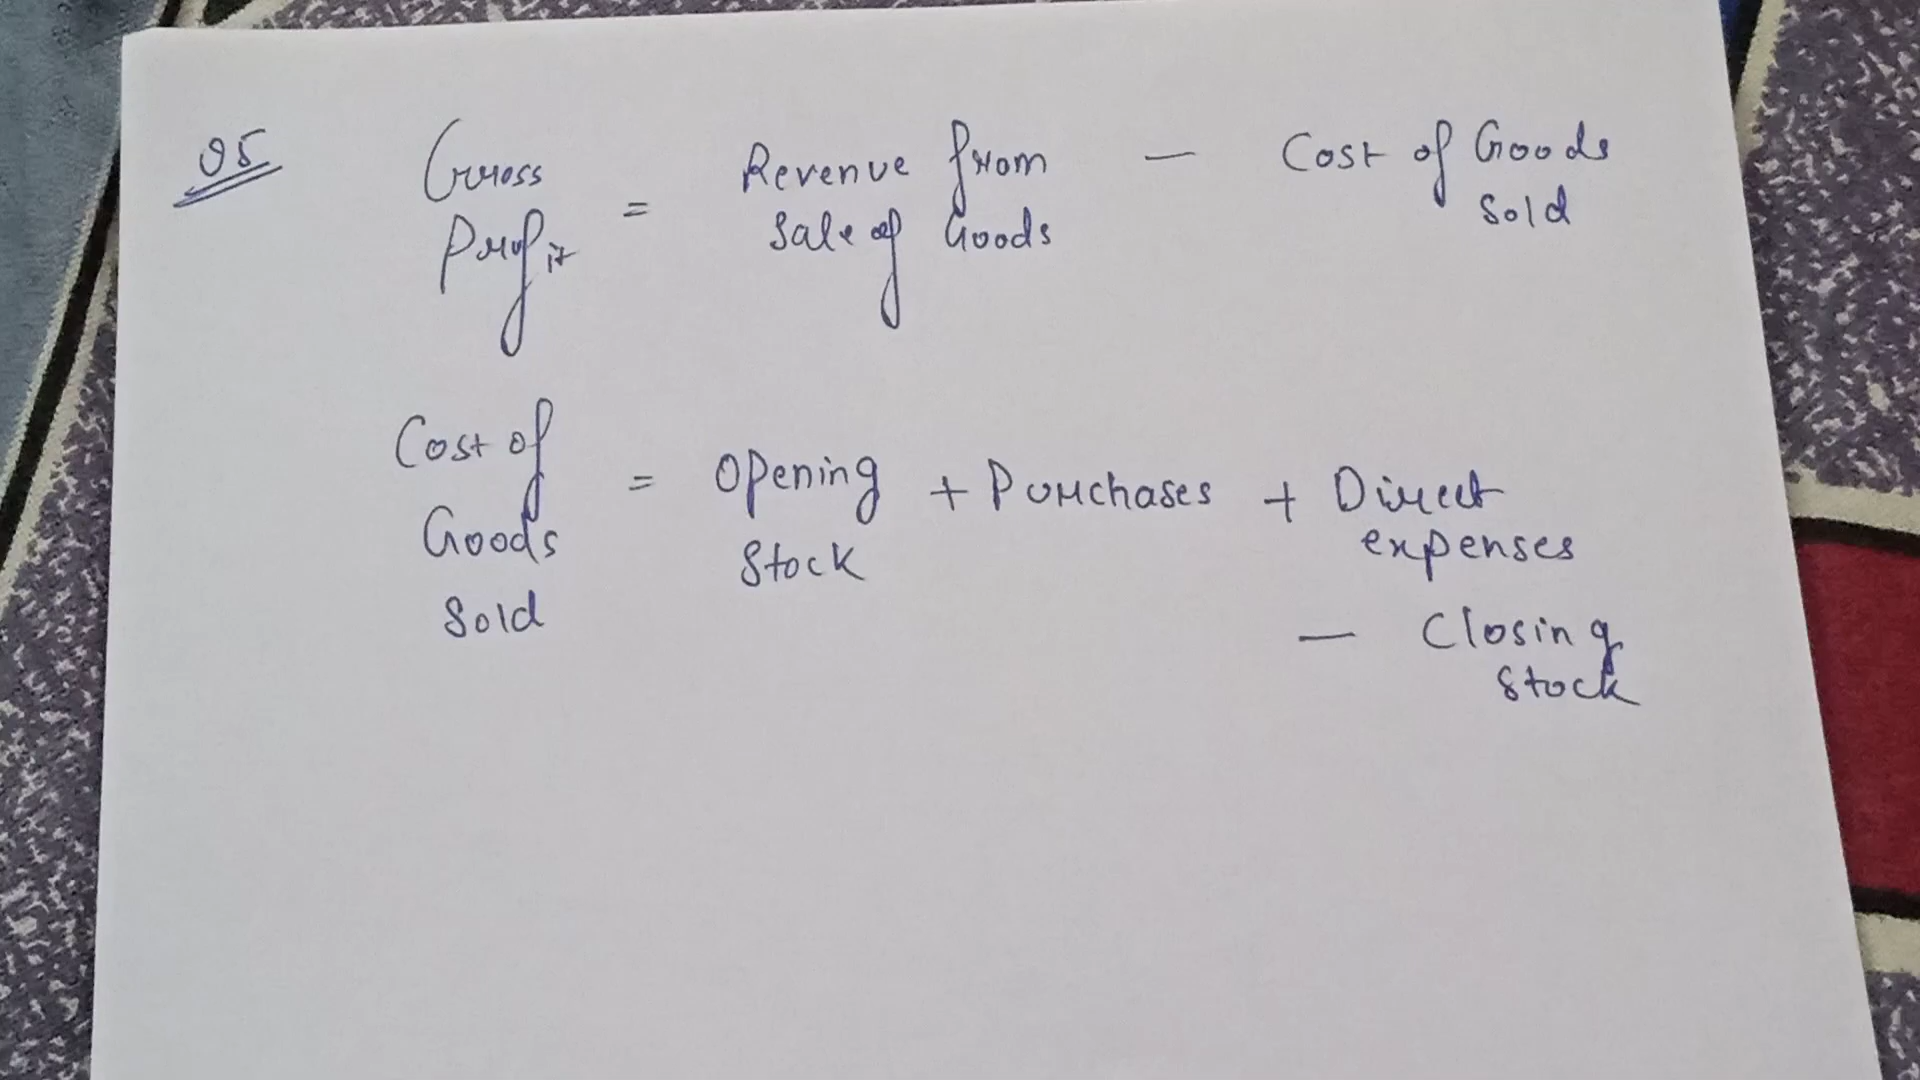 05 Gross Profit = Revenue from Sale of Goods — Cost of Goods Sold
Cost of Goods Sold = Opening Stock + Purchases + Direct expenses — Closing Stock